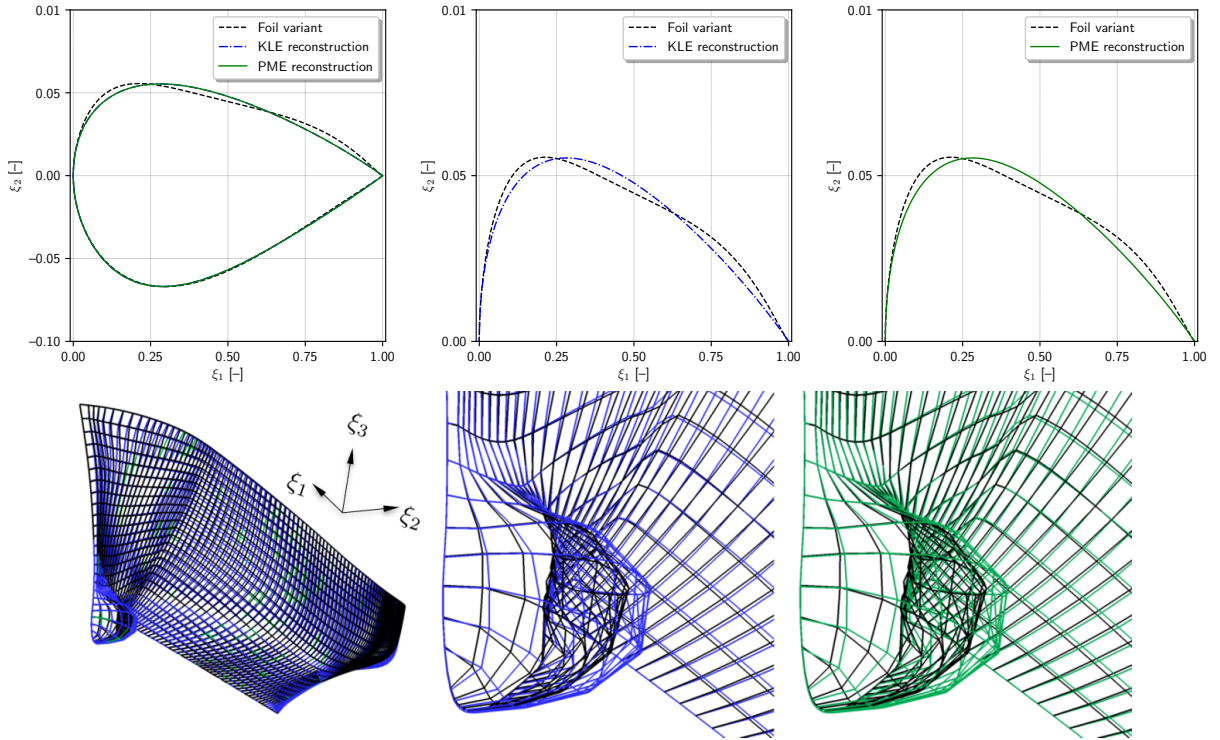 0.01
0.05
0.00
−0.05
−0.10
0.00
0.25
0.50
0.75
1.00
ξ₂ [–]
ξ₁ [–]
Foil variant
KLE reconstruction
PME reconstruction
0.01
0.05
0.00
0.00
0.25
0.50
0.75
1.00
ξ₂ [–]
ξ₁ [–]
Foil variant
KLE reconstruction
0.01
0.05
0.00
0.00
0.25
0.50
0.75
1.00
ξ₂ [–]
ξ₁ [–]
Foil variant
PME reconstruction
ξ₃
ξ₁
ξ₂